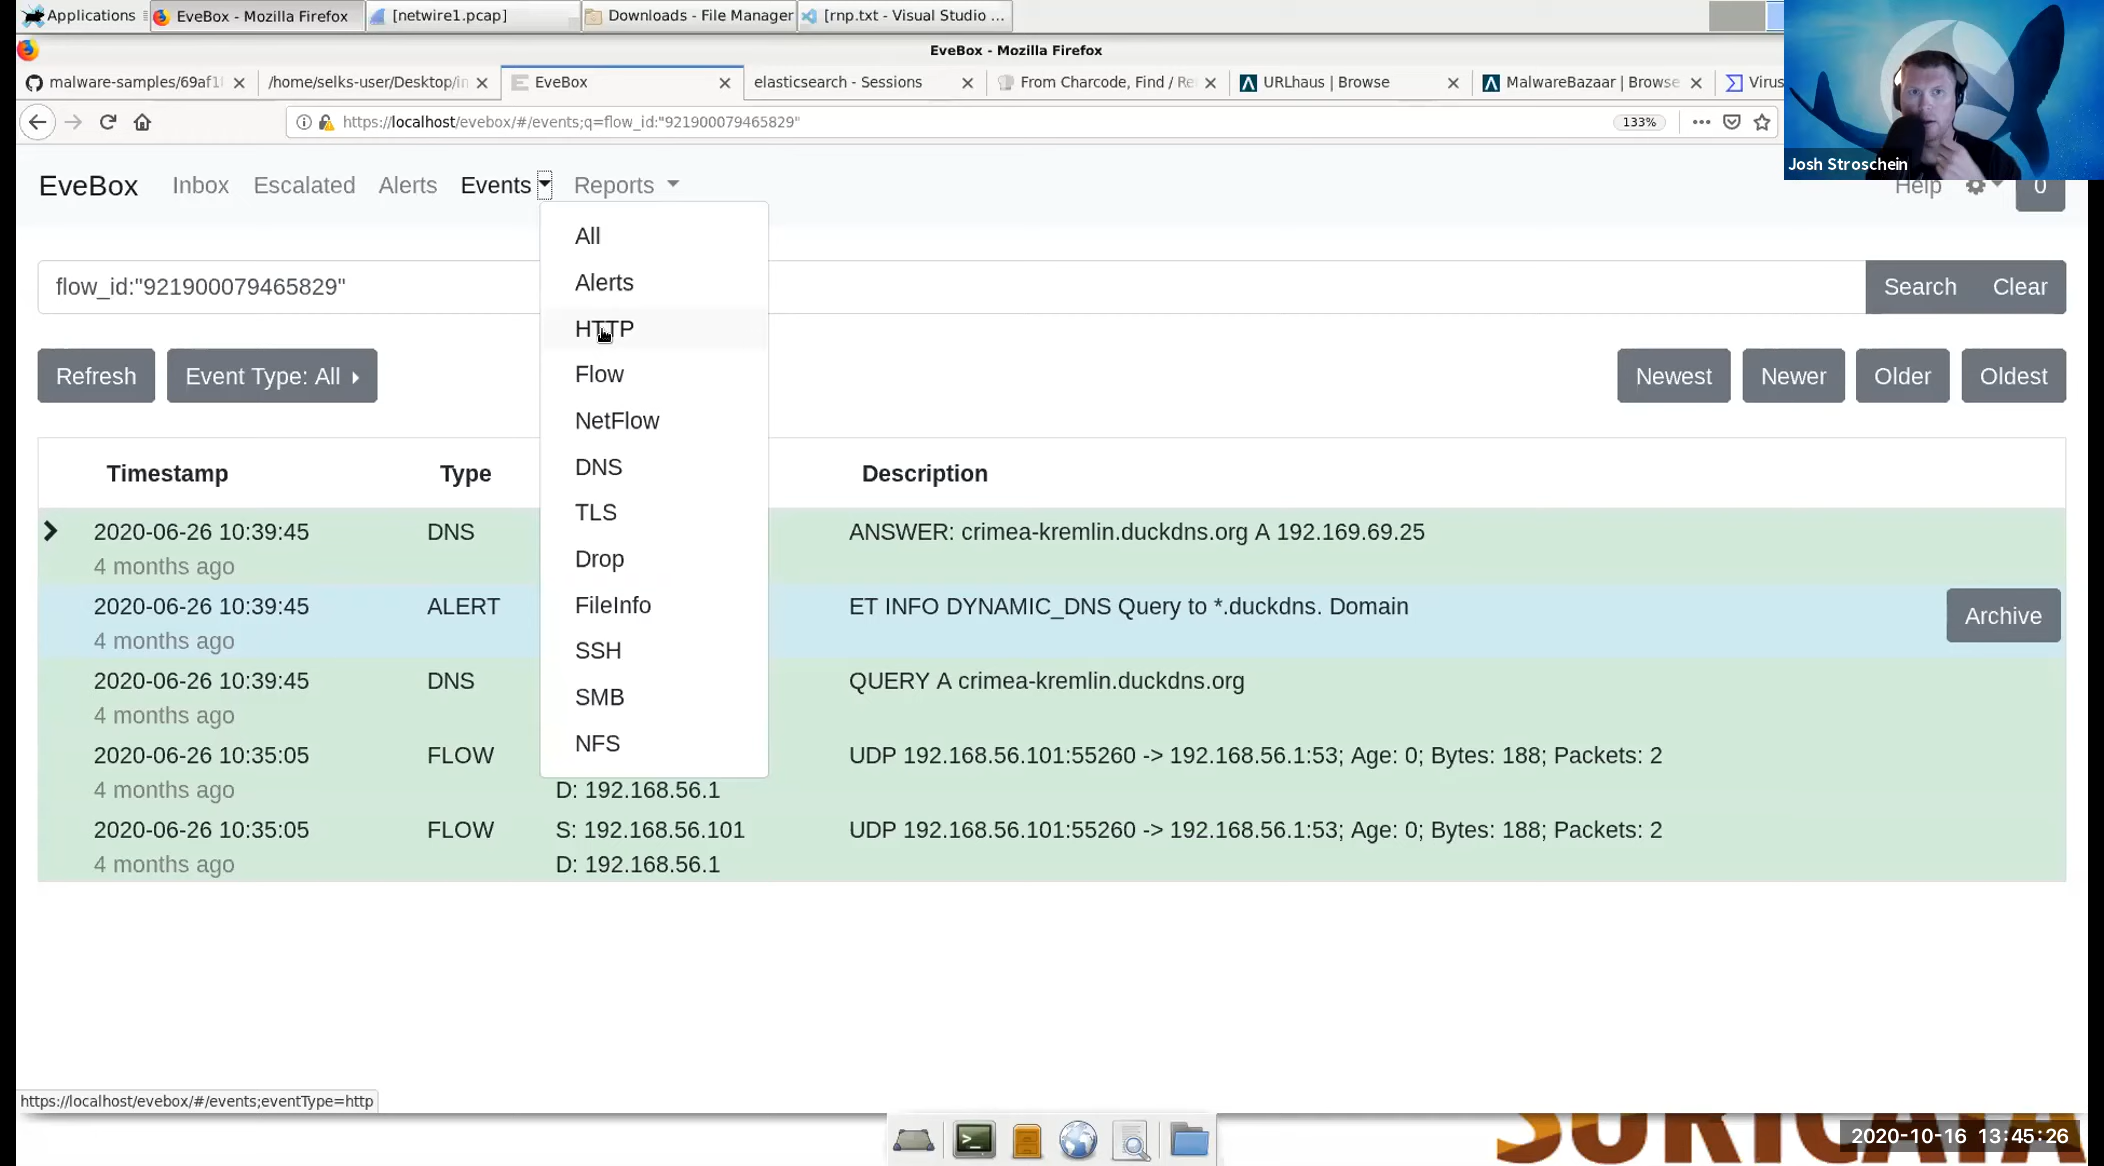 Applications
EveBox - Mozilla Firefox
[netwire1.pcap]
Downloads - File Manager
[rnp.txt - Visual Studio ...
EveBox - Mozilla Firefox
malware-samples/69af1
/home/selks-user/Desktop/in
EveBox
elasticsearch - Sessions
From Charcode, Find / Re
URLhaus | Browse
MalwareBazaar | Browse
Virus
https://localhost/evebox/#/events;q=flow_id:"921900079465829"
133%
Josh Stroschein
EveBox
Inbox
Escalated
Alerts
Events
Reports
Help
0
All
Alerts
HTTP
Flow
NetFlow
DNS
TLS
Drop
FileInfo
SSH
SMB
NFS
flow_id:"921900079465829"
Search
Clear
Refresh
Event Type: All
Newest
Newer
Older
Oldest
Timestamp
Type
Description
2020-06-26 10:39:45
4 months ago
DNS
ANSWER: crimea-kremlin.duckdns.org A 192.169.69.25
2020-06-26 10:39:45
4 months ago
ALERT
ET INFO DYNAMIC_DNS Query to *.duckdns. Domain
Archive
2020-06-26 10:39:45
4 months ago
DNS
QUERY A crimea-kremlin.duckdns.org
2020-06-26 10:35:05
4 months ago
FLOW
D: 192.168.56.1
UDP 192.168.56.101:55260 -> 192.168.56.1:53; Age: 0; Bytes: 188; Packets: 2
2020-06-26 10:35:05
4 months ago
FLOW
S: 192.168.56.101
D: 192.168.56.1
UDP 192.168.56.101:55260 -> 192.168.56.1:53; Age: 0; Bytes: 188; Packets: 2
https://localhost/evebox/#/events;eventType=http
SURICATA
2020-10-16 13:45:26